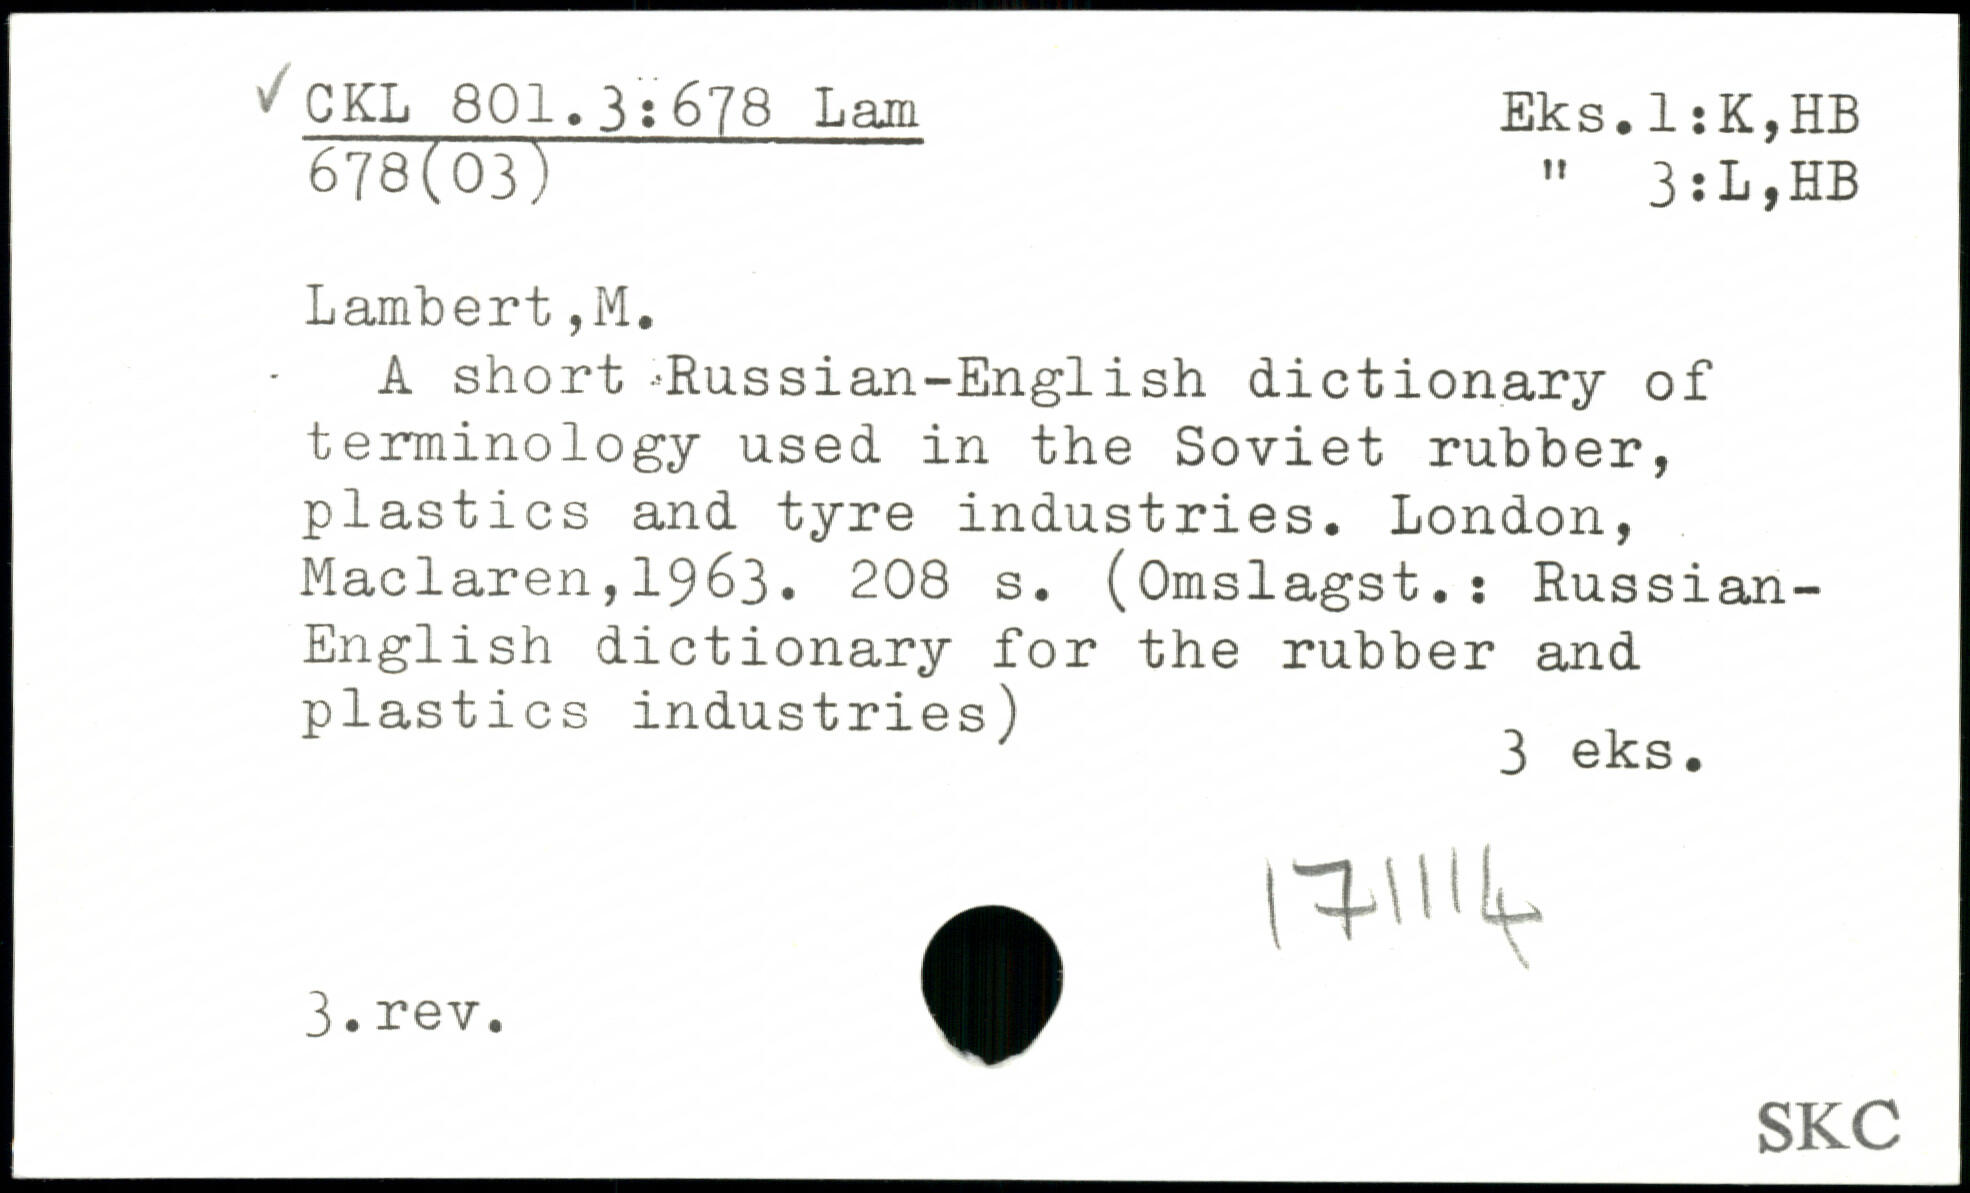 ✓ CKL 801.3:678 Lam
678(03)
Eks.1:K,HB
" 3:L,HB
Lambert,M.
A short Russian-English dictionary of
terminology used in the Soviet rubber,
plastics and tyre industries. London,
Maclaren,1963. 208 s. (Omslagst.: Russian-
English dictionary for the rubber and
plastics industries)
3 eks.
171114
3.rev.
SKC